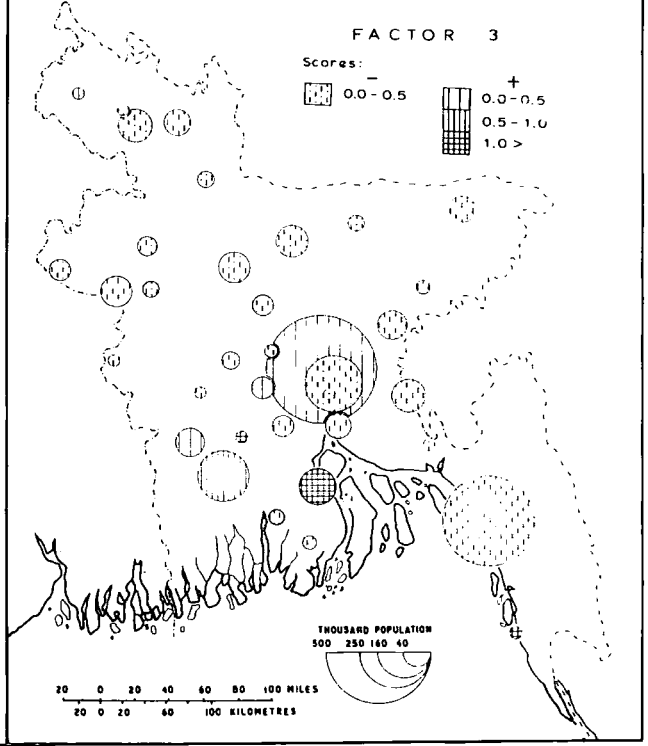 FACTOR 3
Scores:
− +
0.0-0.5 0.0-0.5
0.5-1.0
1.0 >
THOUSAND POPULATION
500 250 160 40
20 0 20 40 60 80 100 MILES
20 0 20 60 100 KILOMETRES